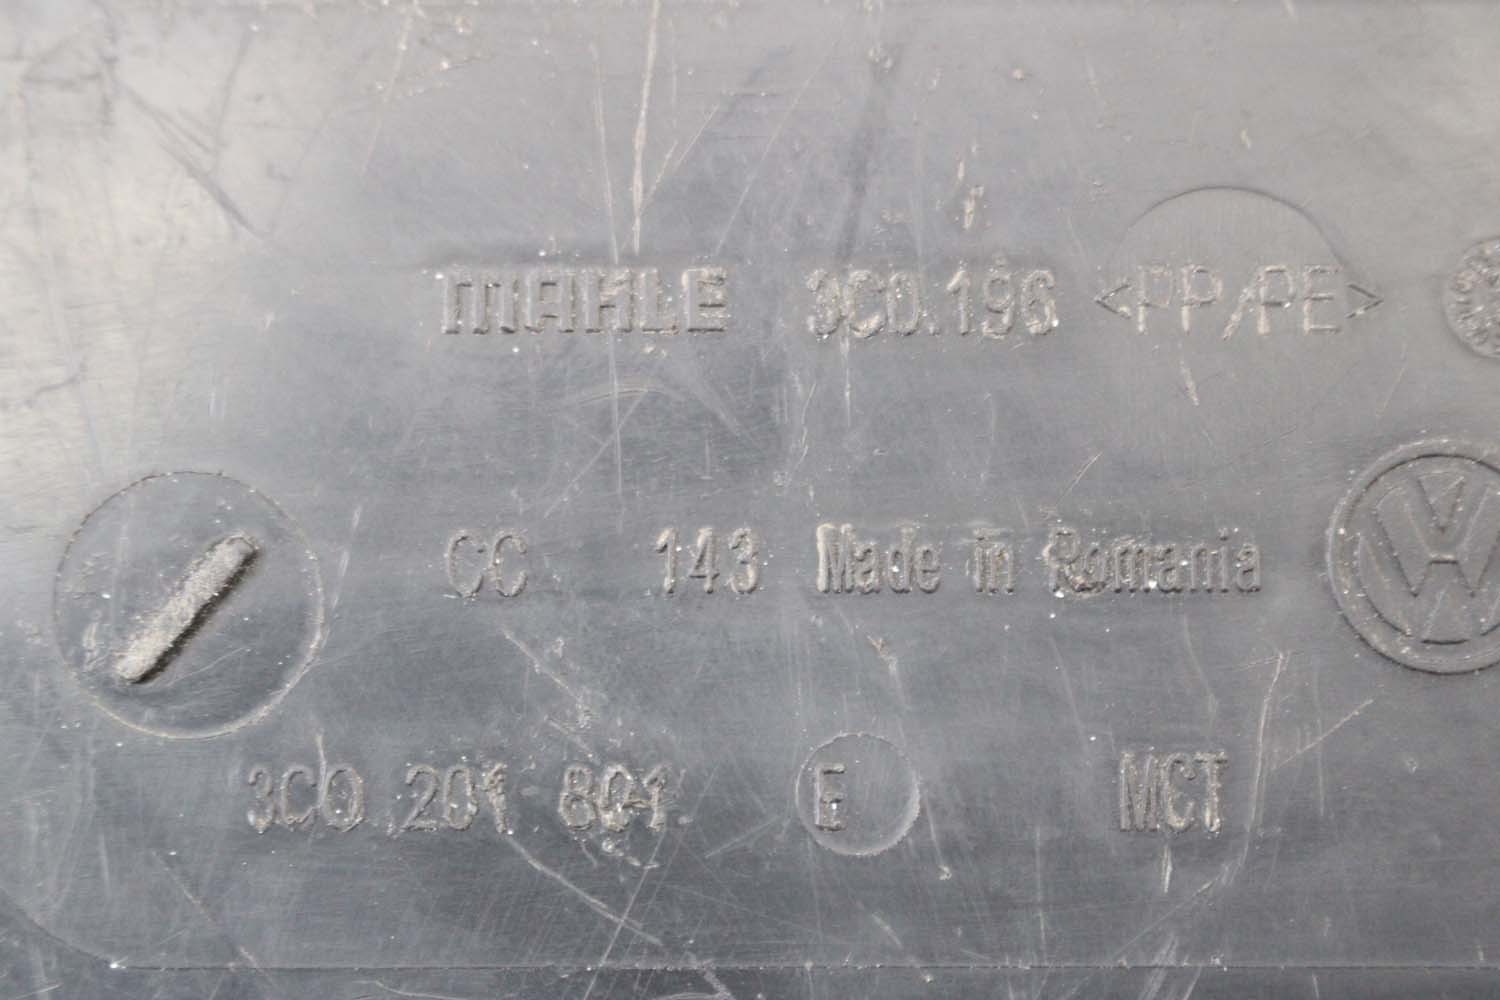 MAHLE 3C0.196 <PP/PE>
CC 143 Made in Romania
3C0 201 801 E MCT